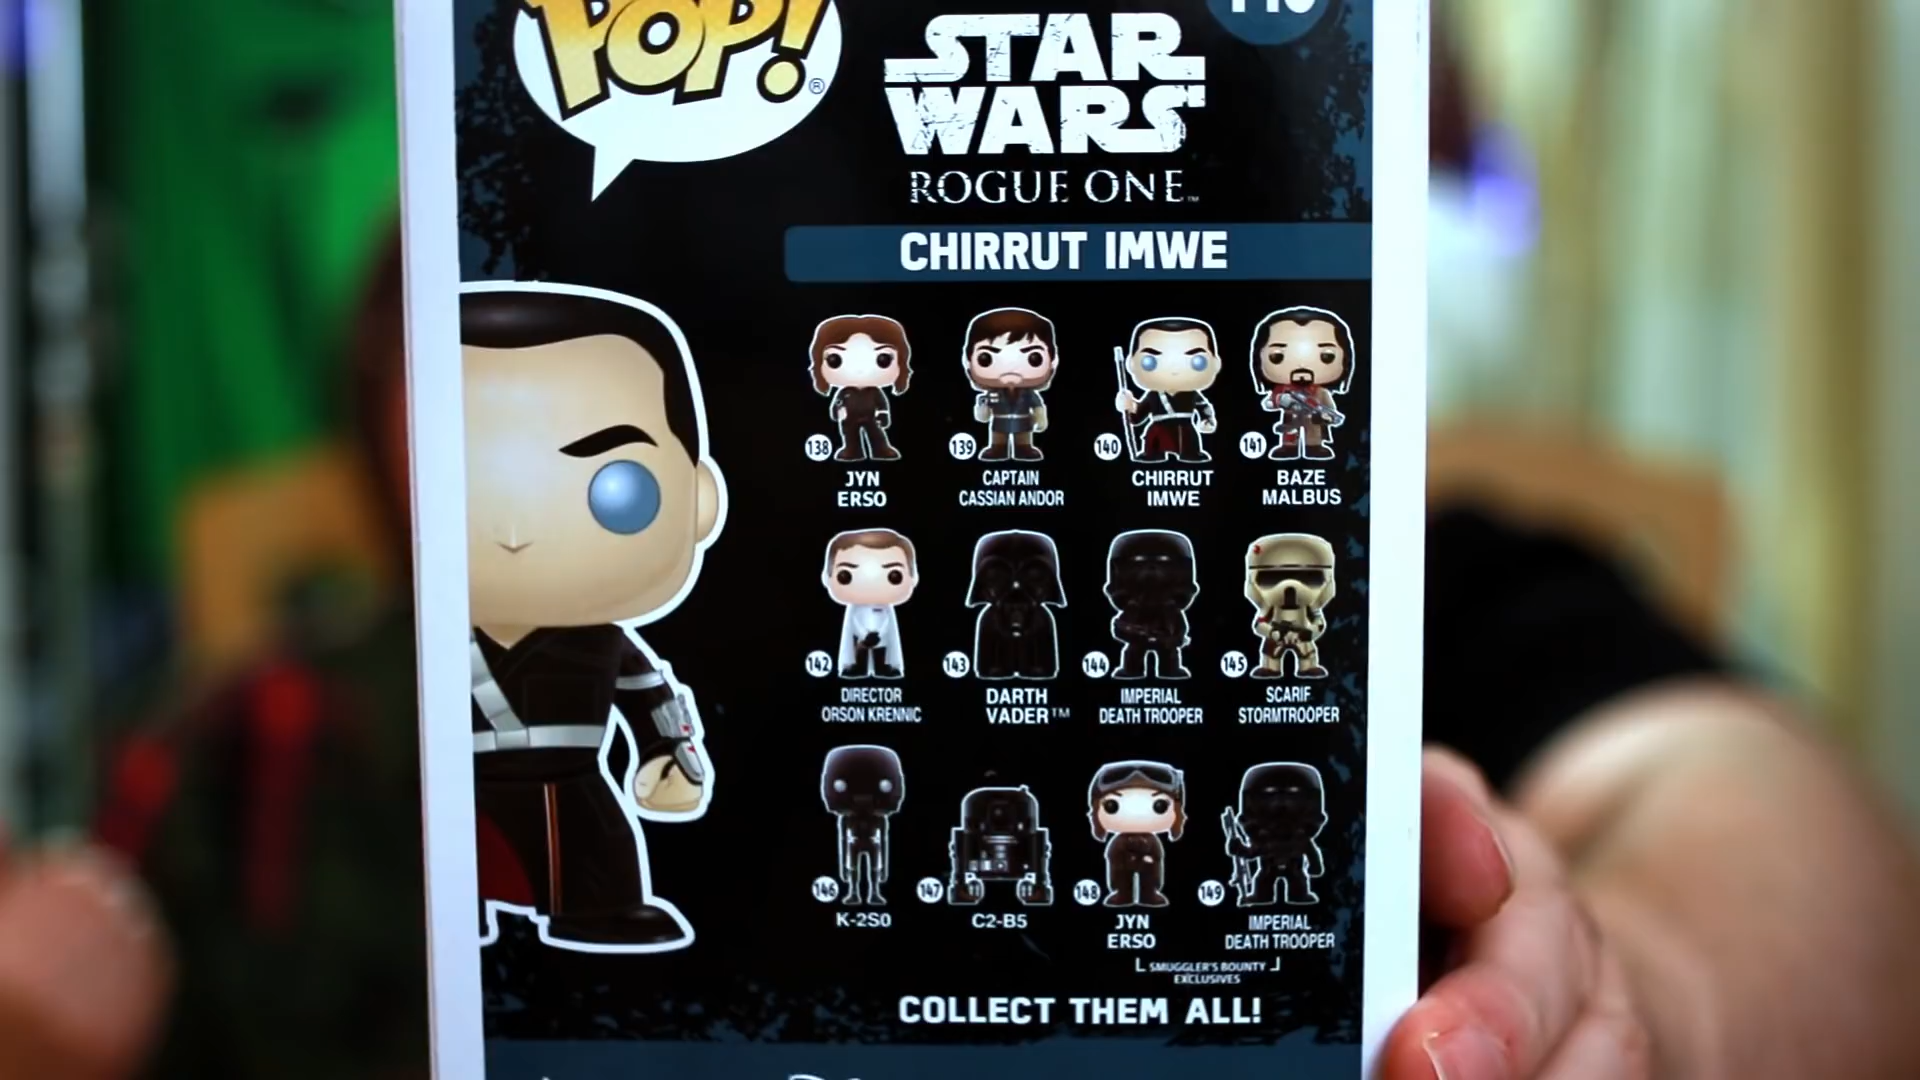 POP!
®
STAR
WARS
ROGUE ONE™
CHIRRUT IMWE
138
JYN
ERSO
139
CAPTAIN
CASSIAN ANDOR
140
CHIRRUT
IMWE
141
BAZE
MALBUS
142
DIRECTOR
ORSON KRENNIC
143
DARTH
VADER™
144
IMPERIAL
DEATH TROOPER
145
SCARIF
STORMTROOPER
146
K-2S0
147
C2-B5
148
JYN
ERSO
149
IMPERIAL
DEATH TROOPER
SMUGGLER'S BOUNTY
EXCLUSIVES
COLLECT THEM ALL!